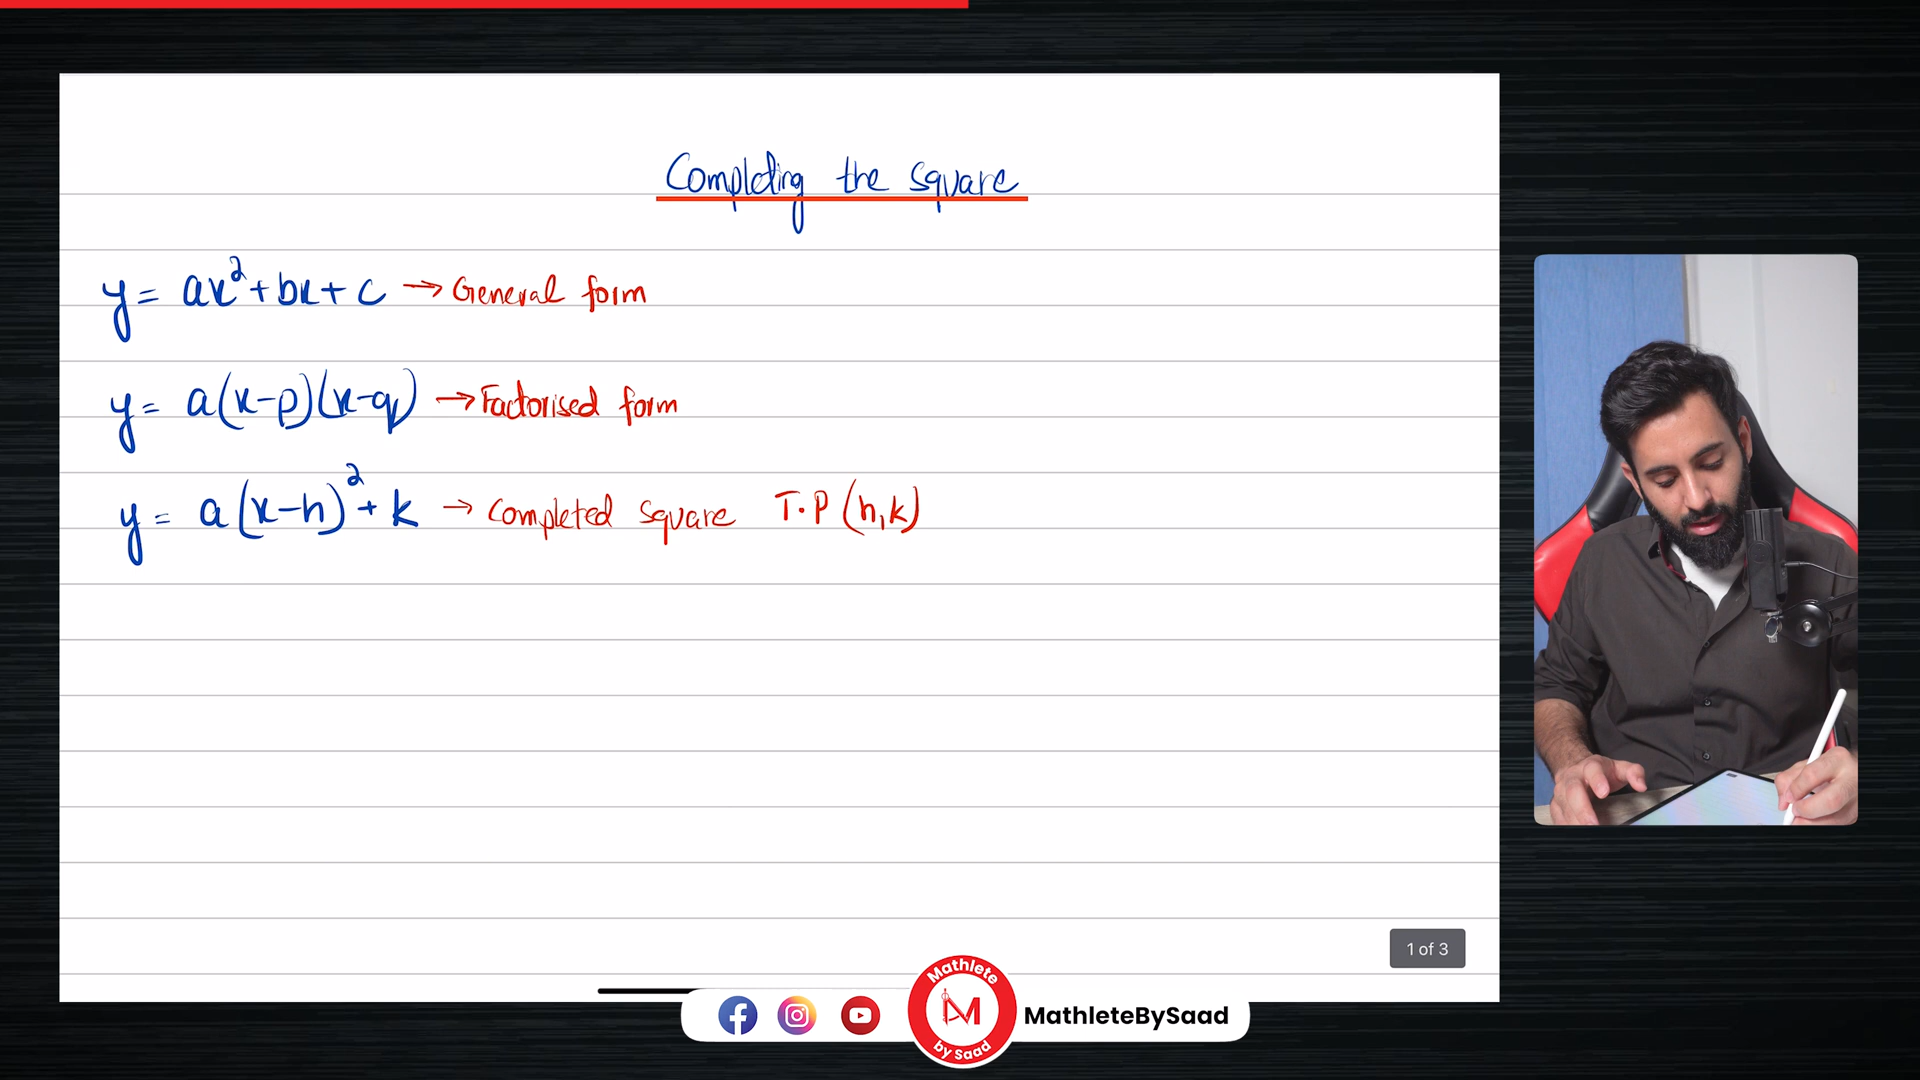 Completing the square
y = ax² + bx + c → General form
y = a(x-p)(x-q) → Factorised form
y = a(x-h)² + k → Completed square T.P (h,k)
1 of 3
Mathlete
M
by Saad
MathleteBySaad